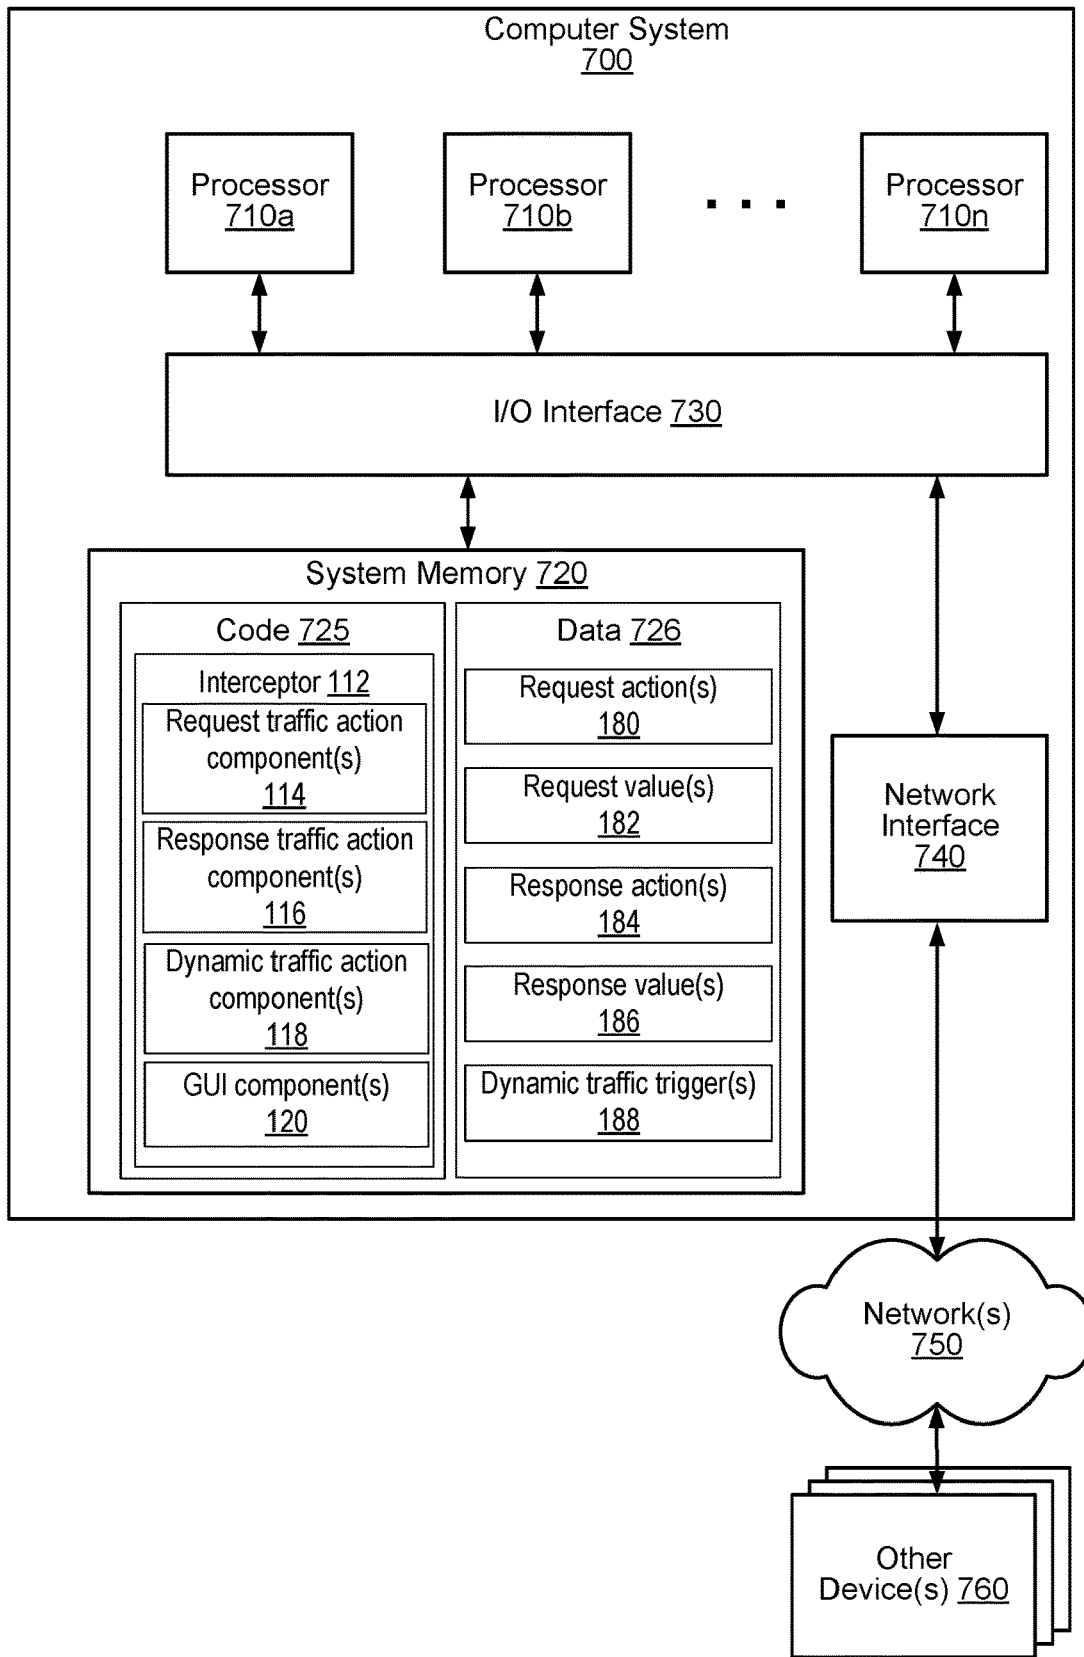 Computer System
700
Processor
710a
Processor
710b
. . .
Processor
710n
I/O Interface 730
System Memory 720
Code 725
Interceptor 112
Request traffic action
component(s)
114
Response traffic action
component(s)
116
Dynamic traffic action
component(s)
118
GUI component(s)
120
Data 726
Request action(s)
180
Request value(s)
182
Response action(s)
184
Response value(s)
186
Dynamic traffic trigger(s)
188
Network
Interface
740
Network(s)
750
Other
Device(s) 760